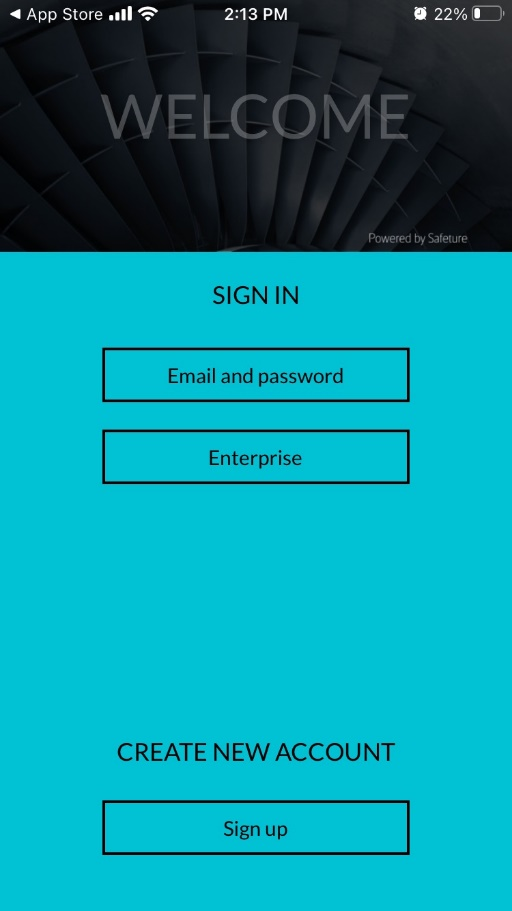 App Store 2:13 PM 22%
WELCOME
Powered by Safeture
SIGN IN
Email and password
Enterprise
CREATE NEW ACCOUNT
Sign up